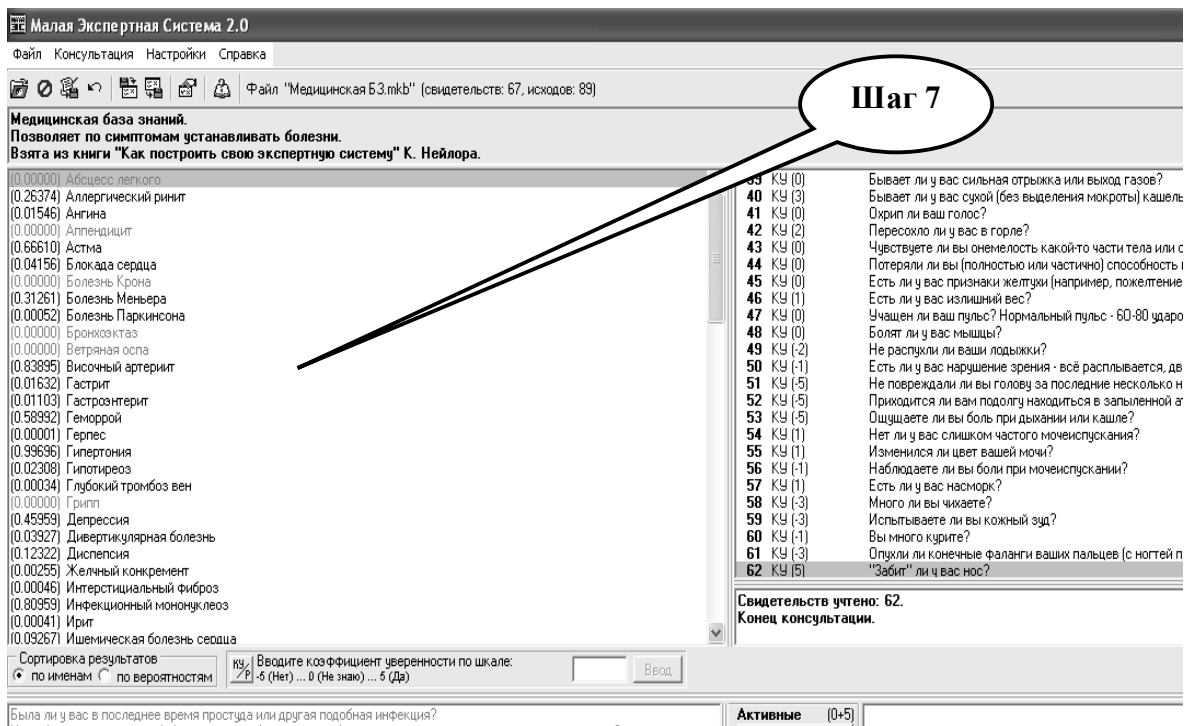 Малая Экспертная Система 2.0
Файл Консультация Настройки Справка
Файл "Медицинская БЗ.mkb" (свидетельств: 67, исходов: 89)
Шаг 7
Медицинская база знаний.
Позволяет по симптомам устанавливать болезни.
Взята из книги "Как построить свою экспертную систему" К. Нейлора.
(0.00000) Абсцесс легкого
(0.26374) Аллергический ринит
(0.01546) Ангина
(0.00000) Аппендицит
(0.66610) Астма
(0.04156) Блокада сердца
(0.00000) Болезнь Крона
(0.31261) Болезнь Меньера
(0.00052) Болезнь Паркинсона
(0.00000) Бронхоэктаз
(0.00000) Ветряная оспа
(0.83895) Височный артериит
(0.01632) Гастрит
(0.01103) Гастроэнтерит
(0.58992) Геморрой
(0.00001) Герпес
(0.99696) Гипертония
(0.02308) Гипотиреоз
(0.00034) Глубокий тромбоз вен
(0.00000) Грипп
(0.45959) Депрессия
(0.03927) Дивертикулярная болезнь
(0.12322) Диспепсия
(0.00255) Желчный конкремент
(0.00046) Интерстициальный фиброз
(0.80959) Инфекционный мононуклеоз
(0.00041) Ирит
(0.09267) Ишемическая болезнь сердца
39 КУ (0) Бывает ли у вас сильная отрыжка или выход газов?
40 КУ (3) Бывает ли у вас сухой (без выделения мокроты) кашель
41 КУ (0) Охрип ли ваш голос?
42 КУ (2) Пересохло ли у вас в горле?
43 КУ (0) Чувствуете ли вы онемелость какой-то части тела или
44 КУ (0) Потеряли ли вы (полностью или частично) способность
45 КУ (0) Есть ли у вас признаки желтухи (например, пожелтение
46 КУ (1) Есть ли у вас излишний вес?
47 КУ (0) Учащен ли ваш пульс? Нормальный пульс - 60-80 ударо
48 КУ (0) Болят ли у вас мышцы?
49 КУ (-2) Не распухли ли ваши лодыжки?
50 КУ (-1) Есть ли у вас нарушение зрения - всё расплывается, дв
51 КУ (-5) Не повреждали ли вы голову за последние несколько н
52 КУ (-5) Приходится ли вам подолгу находиться в запыленной а
53 КУ (-5) Ощущаете ли вы боль при дыхании или кашле?
54 КУ (1) Нет ли у вас слишком частого мочеиспускания?
55 КУ (1) Изменился ли цвет вашей мочи?
56 КУ (-1) Наблюдаете ли вы боли при мочеиспускании?
57 КУ (1) Есть ли у вас насморк?
58 КУ (-3) Много ли вы чихаете?
59 КУ (-3) Испытываете ли вы кожный зуд?
60 КУ (-1) Вы много курите?
61 КУ (-3) Опухли ли конечные фаланги ваших пальцев (с ногтей п
62 КУ (5) "Забит" ли у вас нос?
Свидетельств учтено: 62.
Конец консультации.
Сортировка результатов
по именам по вероятностям
КУ/Р
Вводите коэффициент уверенности по шкале:
-5 (Нет) ... 0 (Не знаю) ... 5 (Да)
Ввод
Была ли у вас в последнее время простуда или другая подобная инфекция?
Активные (0+5)